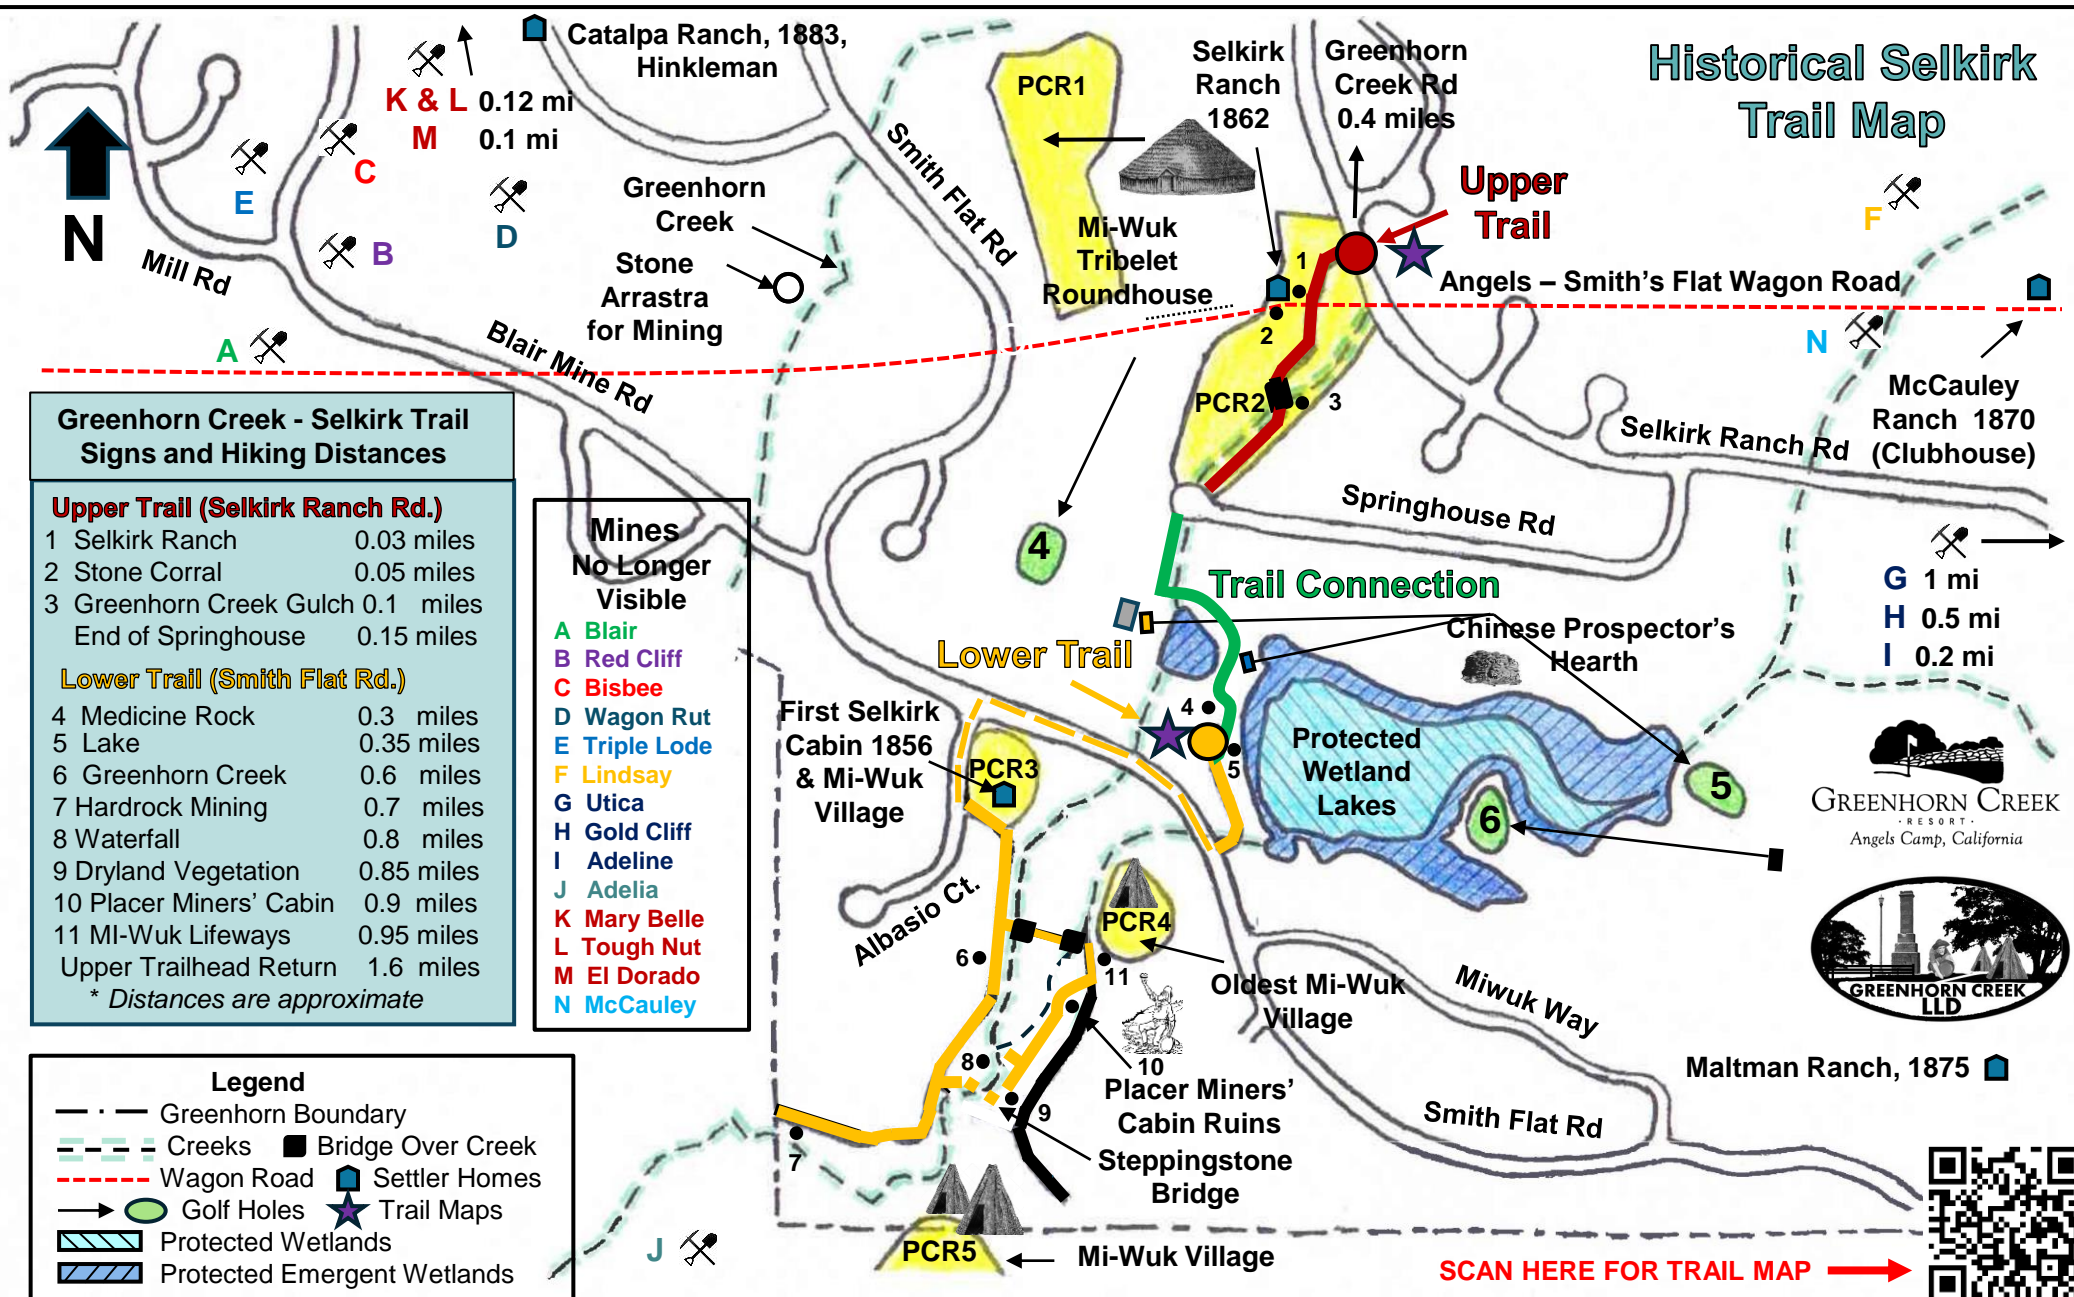 Historical Selkirk
Trail Map
Catalpa Ranch, 1883,
Hinkleman
K & L 0.12 mi
M 0.1 mi
E
C
D
B
A
N
Mill Rd
Blair Mine Rd
Smith Flat Rd
Greenhorn
Creek
Stone
Arrastra
for Mining
PCR1
Selkirk
Ranch
1862
Greenhorn
Creek Rd
0.4 miles
Mi-Wuk
Tribelet
Roundhouse
Upper
Trail
1
2
PCR2
3
Angels – Smith's Flat Wagon Road
F
N
McCauley
Ranch 1870
(Clubhouse)
Selkirk Ranch Rd
Springhouse Rd
G 1 mi
H 0.5 mi
I 0.2 mi
Greenhorn Creek - Selkirk Trail
Signs and Hiking Distances
Upper Trail (Selkirk Ranch Rd.)
1 Selkirk Ranch 0.03 miles
2 Stone Corral 0.05 miles
3 Greenhorn Creek Gulch 0.1 miles
End of Springhouse 0.15 miles
Lower Trail (Smith Flat Rd.)
4 Medicine Rock 0.3 miles
5 Lake 0.35 miles
6 Greenhorn Creek 0.6 miles
7 Hardrock Mining 0.7 miles
8 Waterfall 0.8 miles
9 Dryland Vegetation 0.85 miles
10 Placer Miners' Cabin 0.9 miles
11 MI-Wuk Lifeways 0.95 miles
Upper Trailhead Return 1.6 miles
* Distances are approximate
Mines
No Longer
Visible
A Blair
B Red Cliff
C Bisbee
D Wagon Rut
E Triple Lode
F Lindsay
G Utica
H Gold Cliff
I Adeline
J Adelia
K Mary Belle
L Tough Nut
M El Dorado
N McCauley
4
Trail Connection
Lower Trail
Chinese Prospector's
Hearth
4
5
Protected
Wetland
Lakes
5
6
First Selkirk
Cabin 1856
& Mi-Wuk
Village
PCR3
Albasio Ct.
PCR4
6
11
Oldest Mi-Wuk
Village
8
10
Placer Miners'
Cabin Ruins
9
Steppingstone
Bridge
7
J
PCR5
Mi-Wuk Village
Miwuk Way
Smith Flat Rd
Maltman Ranch, 1875
GREENHORN CREEK
· RESORT ·
Angels Camp, California
GREENHORN CREEK
LLD
Legend
Greenhorn Boundary
Creeks Bridge Over Creek
Wagon Road Settler Homes
Golf Holes Trail Maps
Protected Wetlands
Protected Emergent Wetlands
SCAN HERE FOR TRAIL MAP